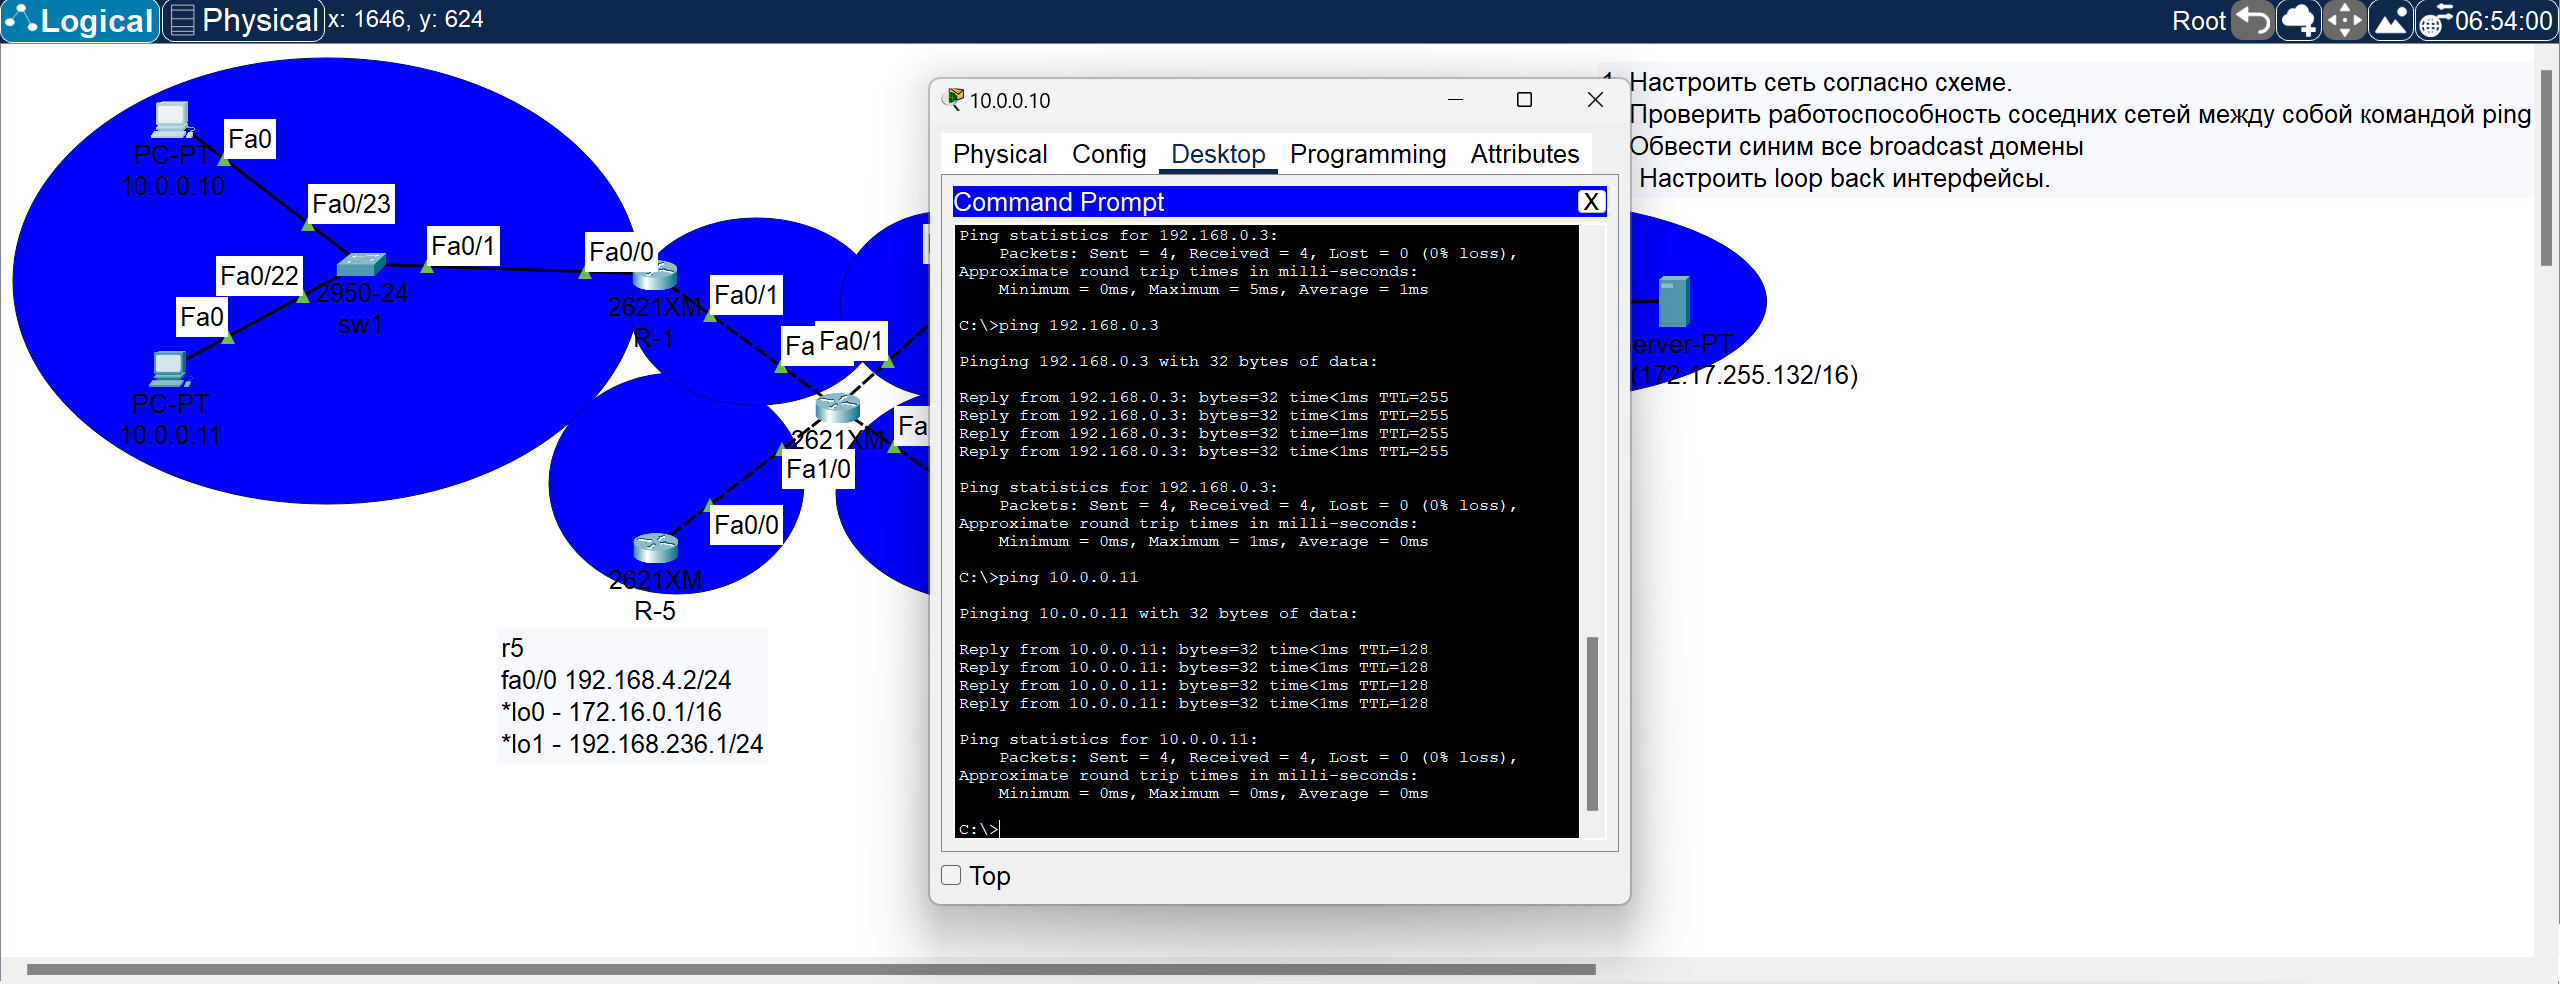 Logical
Physical
x: 1646, y: 624
Root
06:54:00
Настроить сеть согласно схеме.
Проверить работоспособность соседних сетей между собой командой ping
Обвести синим все broadcast домены
Настроить loop back интерфейсы.
PC-PT
10.0.0.10
Fa0
Fa0/23
Fa0/1
Fa0/0
Fa0/22
Fa0
2950-24
sw1
PC-PT
10.0.0.11
2621XM
R-1
Fa0/1
Fa
Fa0/1
2621XM
Fa
Fa1/0
Fa0/0
2621XM
R-5
r5
fa0/0 192.168.4.2/24
*lo0 - 172.16.0.1/16
*lo1 - 192.168.236.1/24
erver-PT
(172.17.255.132/16)
10.0.0.10
Physical Config Desktop Programming Attributes
Command Prompt
X
Ping statistics for 192.168.0.3:
    Packets: Sent = 4, Received = 4, Lost = 0 (0% loss),
Approximate round trip times in milli-seconds:
    Minimum = 0ms, Maximum = 5ms, Average = 1ms
C:\>ping 192.168.0.3
Pinging 192.168.0.3 with 32 bytes of data:
Reply from 192.168.0.3: bytes=32 time<1ms TTL=255
Reply from 192.168.0.3: bytes=32 time<1ms TTL=255
Reply from 192.168.0.3: bytes=32 time=1ms TTL=255
Reply from 192.168.0.3: bytes=32 time<1ms TTL=255
Ping statistics for 192.168.0.3:
    Packets: Sent = 4, Received = 4, Lost = 0 (0% loss),
Approximate round trip times in milli-seconds:
    Minimum = 0ms, Maximum = 1ms, Average = 0ms
C:\>ping 10.0.0.11
Pinging 10.0.0.11 with 32 bytes of data:
Reply from 10.0.0.11: bytes=32 time<1ms TTL=128
Reply from 10.0.0.11: bytes=32 time<1ms TTL=128
Reply from 10.0.0.11: bytes=32 time<1ms TTL=128
Reply from 10.0.0.11: bytes=32 time<1ms TTL=128
Ping statistics for 10.0.0.11:
    Packets: Sent = 4, Received = 4, Lost = 0 (0% loss),
Approximate round trip times in milli-seconds:
    Minimum = 0ms, Maximum = 0ms, Average = 0ms
C:\>
Top